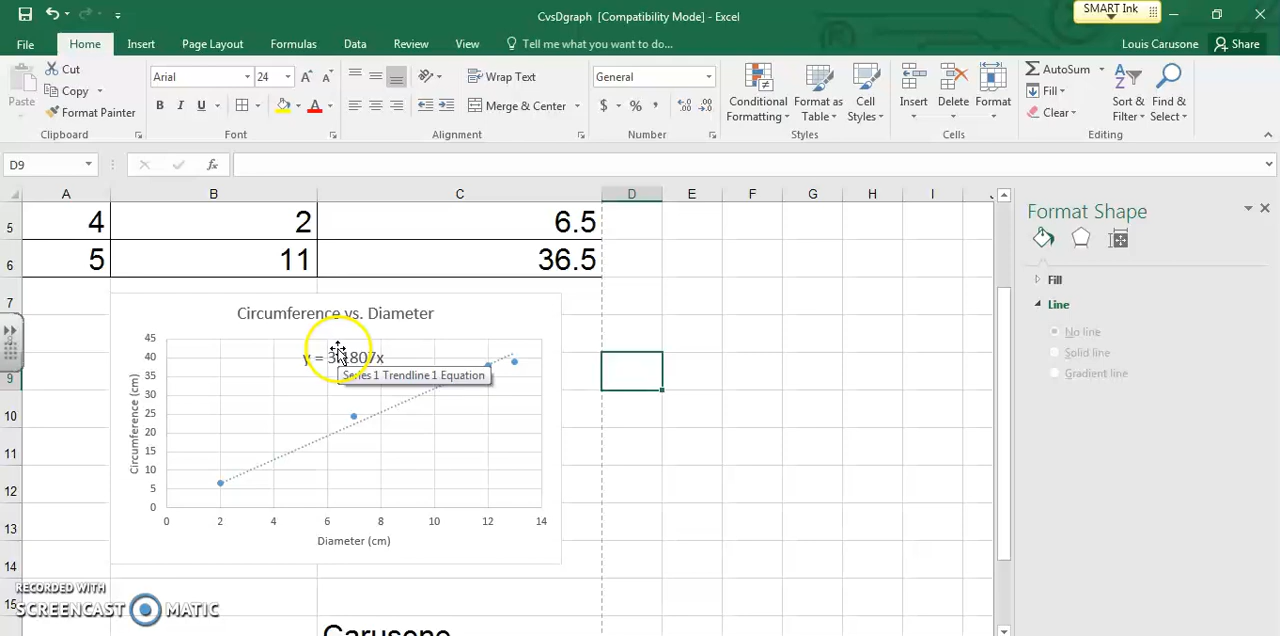 CvsDgraph [Compatibility Mode] - Excel
SMART Ink
File Home Insert Page Layout Formulas Data Review View Tell me what you want to do... Louis Carusone Share
Paste
Cut
Copy
Format Painter
Clipboard
Arial 24
B I U A
Font
Wrap Text
Merge & Center
Alignment
General
$ % ,
Number
Conditional Formatting
Format as Table
Cell Styles
Styles
Insert Delete Format
Cells
AutoSum
Fill
Clear
Sort & Filter
Find & Select
Editing
D9 fx
A B C D E F G H I
5 4 2 6.5
6 5 11 36.5
7
9
10
11
12
13
14
15
Circumference vs. Diameter
y = 3.1807x
Series 1 Trendline 1 Equation
Circumference (cm)
45
40
35
30
25
20
15
10
5
0
0 2 4 6 8 10 12 14
Diameter (cm)
Format Shape
Fill
Line
No line
Solid line
Gradient line
RECORDED WITH
SCREENCAST MATIC
Carusone